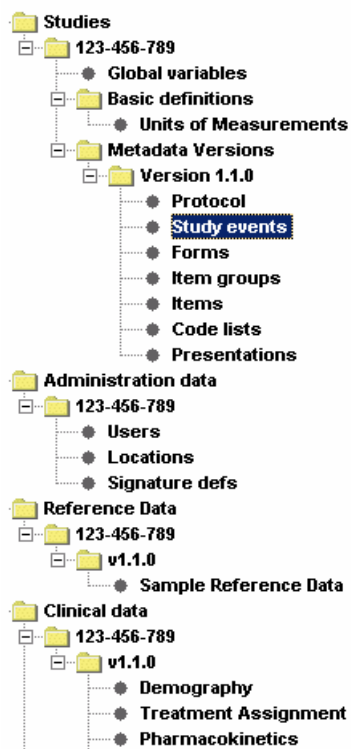 Studies
123-456-789
Global variables
Basic definitions
Units of Measurements
Metadata Versions
Version 1.1.0
Protocol
Study events
Forms
Item groups
Items
Code lists
Presentations
Administration data
123-456-789
Users
Locations
Signature defs
Reference Data
123-456-789
v1.1.0
Sample Reference Data
Clinical data
123-456-789
v1.1.0
Demography
Treatment Assignment
Pharmacokinetics